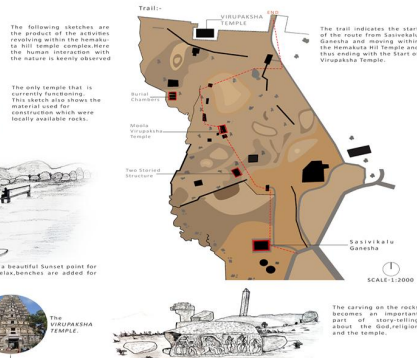 Trail:-
The following sketches are
the product of the activities
revolving within the hemaku-
ta hill temple complex.Here
the human interaction with
the nature is keenly observed
VIRUPAKSHA
TEMPLE
END
The trail indicates the start
of the route from Sasivekalu
Ganesha and moving within
the Hemakuta Hil Temple and
thus ending with the Start of
Virupaksha Temple.
The only temple that is
currently functioning.
This sketch also shows the
material used for
construction which were
locally available rocks.
Burial
Chambers
Moola
Virupaksha
Temple
Two Storied
Structure
Sasivikalu
Ganesha
SCALE-1:2000
a beautiful Sunset point for
elax,benches are added for
The
VIRUPAKSHA
TEMPLE.
The carving on the rocks
becomes an important
part of story-telling
about the God,religion
and the temple.